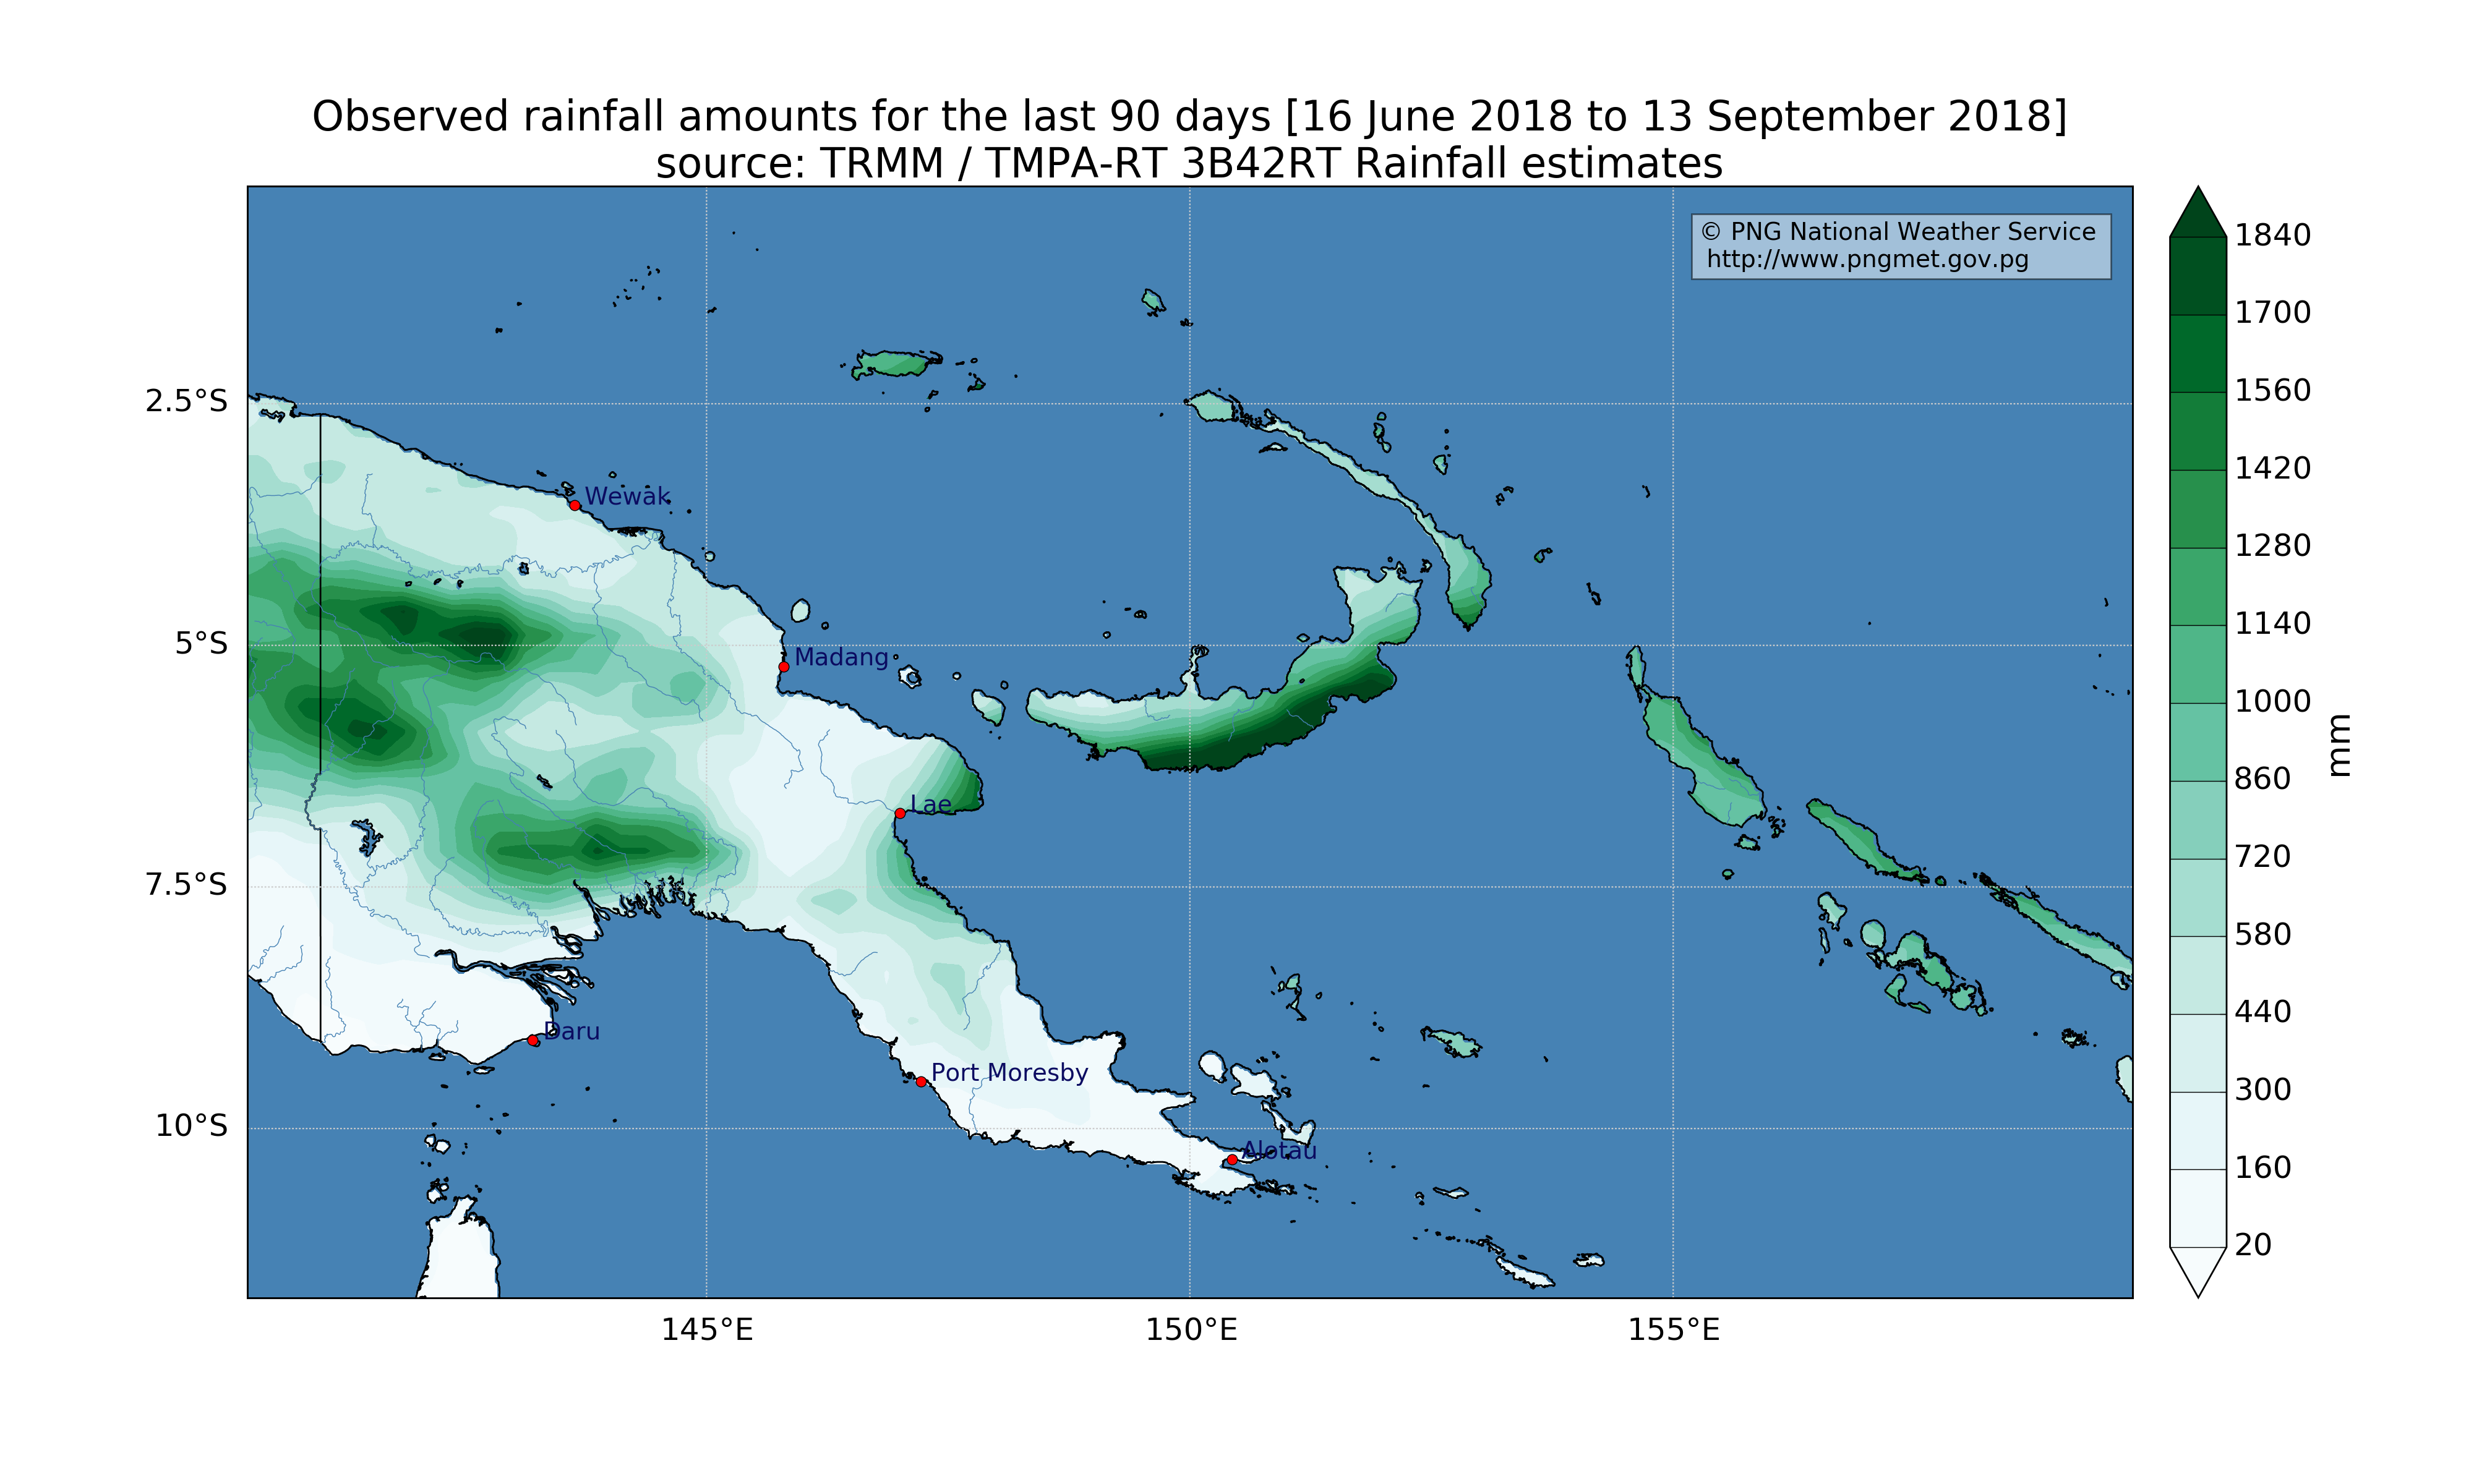 Observed rainfall amounts for the last 90 days [16 June 2018 to 13 September 2018]
source: TRMM / TMPA-RT 3B42RT Rainfall estimates
© PNG National Weather Service
http://www.pngmet.gov.pg
1840
1700
1560
1420
1280
1140
1000
860
720
580
440
300
160
20
mm
2.5°S
5°S
7.5°S
10°S
Wewak
Madang
Lae
Daru
Port Moresby
Alotau
145°E
150°E
155°E